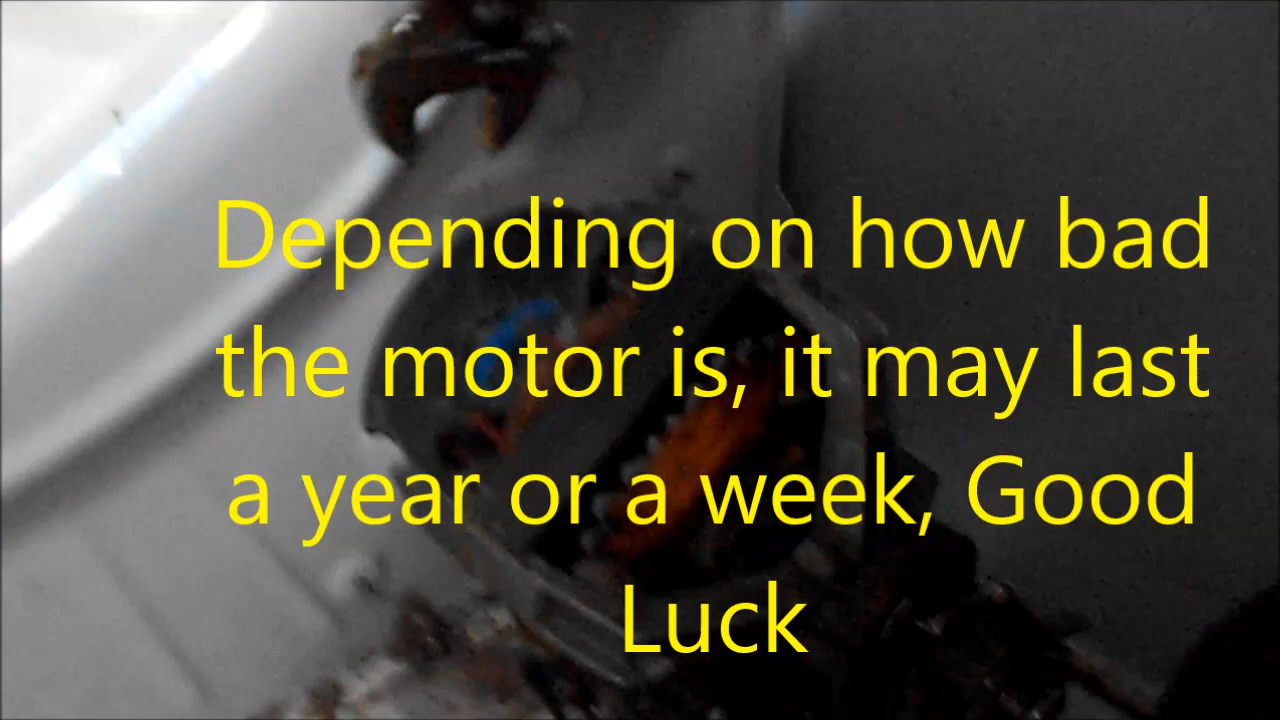 Depending on how bad
the motor is, it may last
a year or a week, Good
Luck